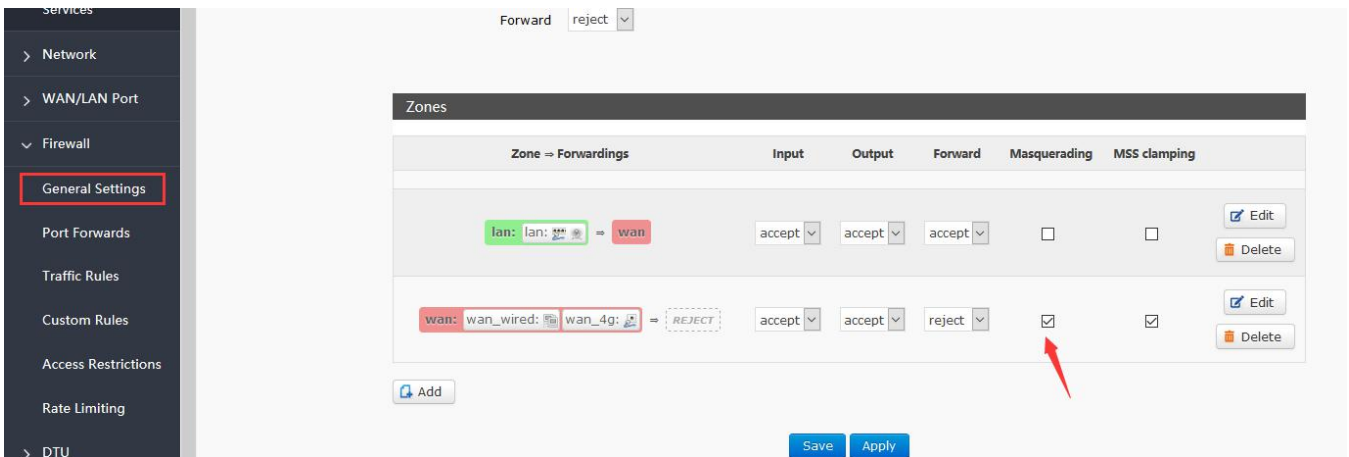 Services
Network
WAN/LAN Port
Firewall
General Settings
Port Forwards
Traffic Rules
Custom Rules
Access Restrictions
Rate Limiting
DTU
Forward reject
Zones
Zone ⇒ Forwardings Input Output Forward Masquerading MSS clamping
lan: lan: ⇒ wan accept accept accept Edit
Delete
wan: wan_wired: wan_4g: ⇒ REJECT accept accept reject Edit
Delete
Add
Save Apply